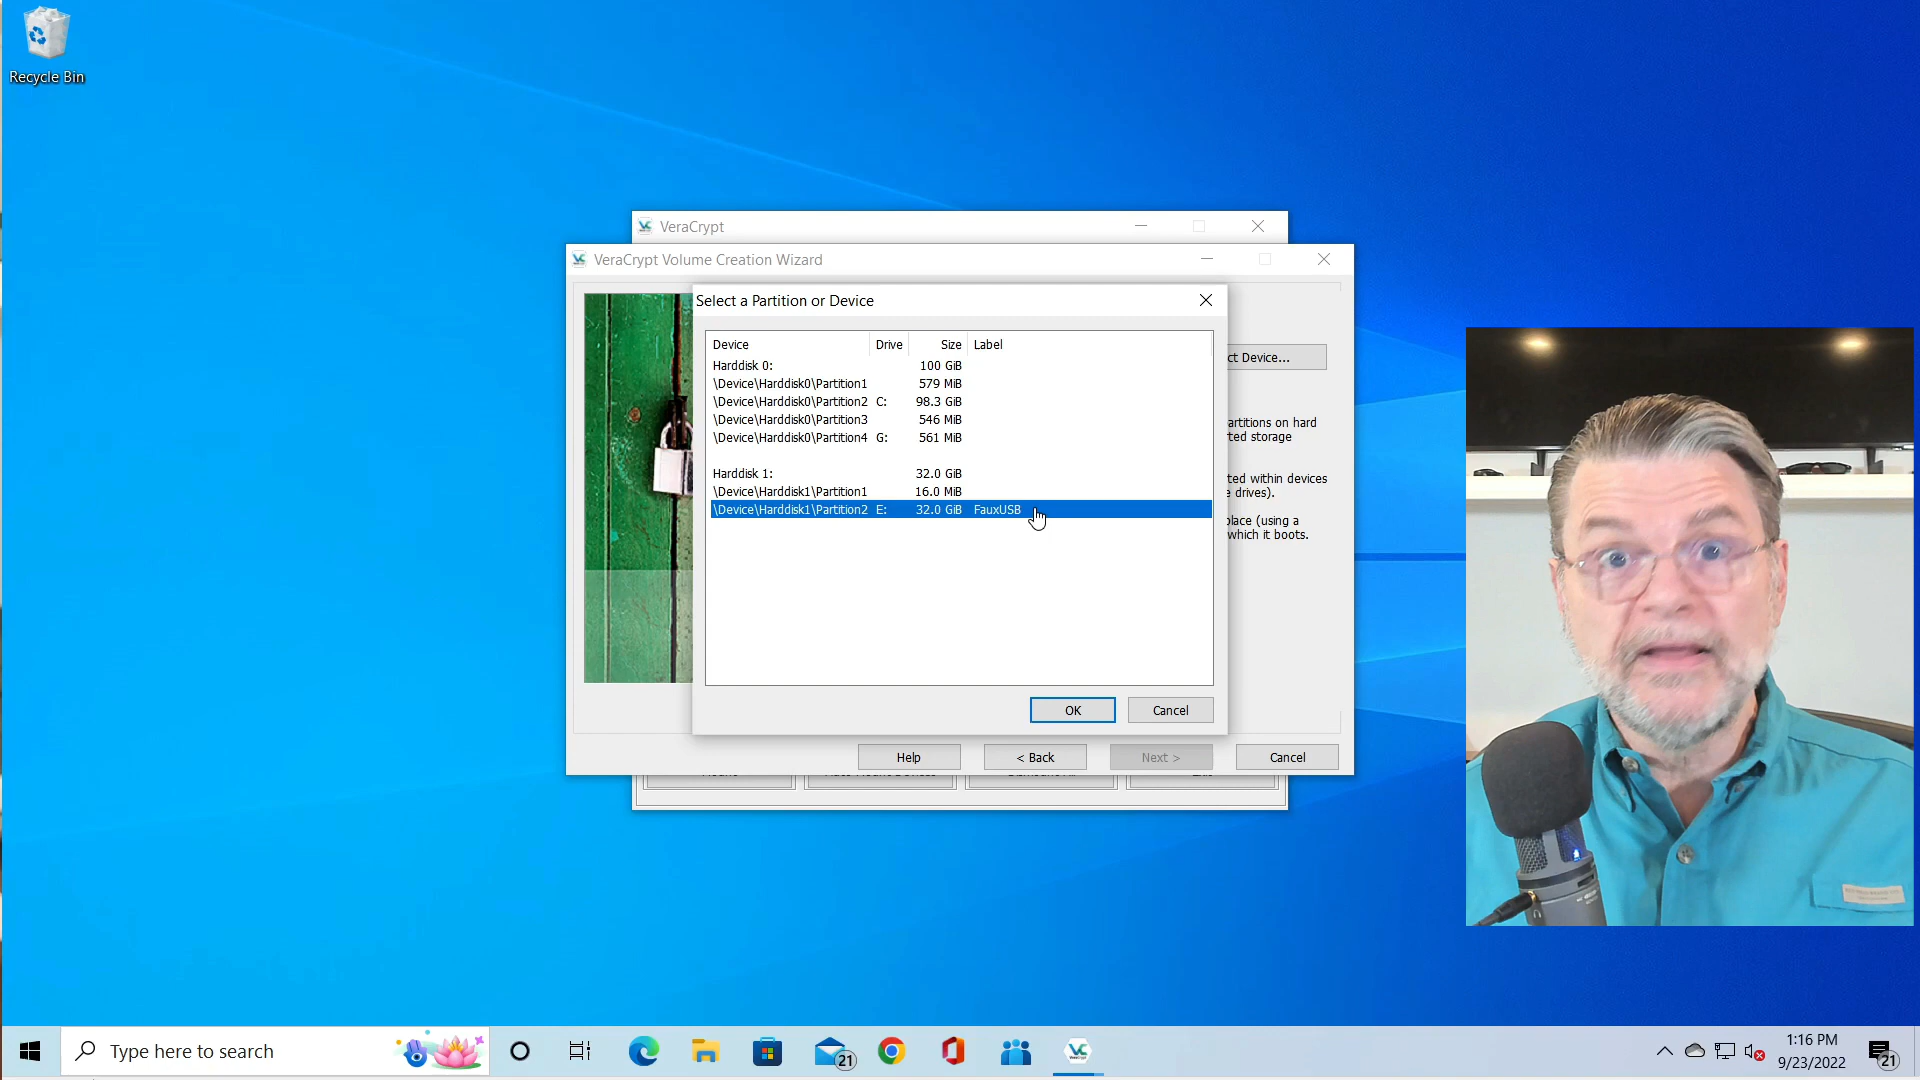 Recycle Bin
VeraCrypt
VeraCrypt Volume Creation Wizard
Select a Partition or Device
Device Drive Size Label
Harddisk 0: 100 GiB
\Device\Harddisk0\Partition1 579 MiB
\Device\Harddisk0\Partition2 C: 98.3 GiB
\Device\Harddisk0\Partition3 546 MiB
\Device\Harddisk0\Partition4 G: 561 MiB
Harddisk 1: 32.0 GiB
\Device\Harddisk1\Partition1 16.0 MiB
\Device\Harddisk1\Partition2 E: 32.0 GiB FauxUSB
ct Device...
artitions on hard
ted storage
ted within devices
e drives).
place (using a
which it boots.
OK Cancel
Help < Back Next > Cancel
Type here to search
21
1:16 PM
9/23/2022
21